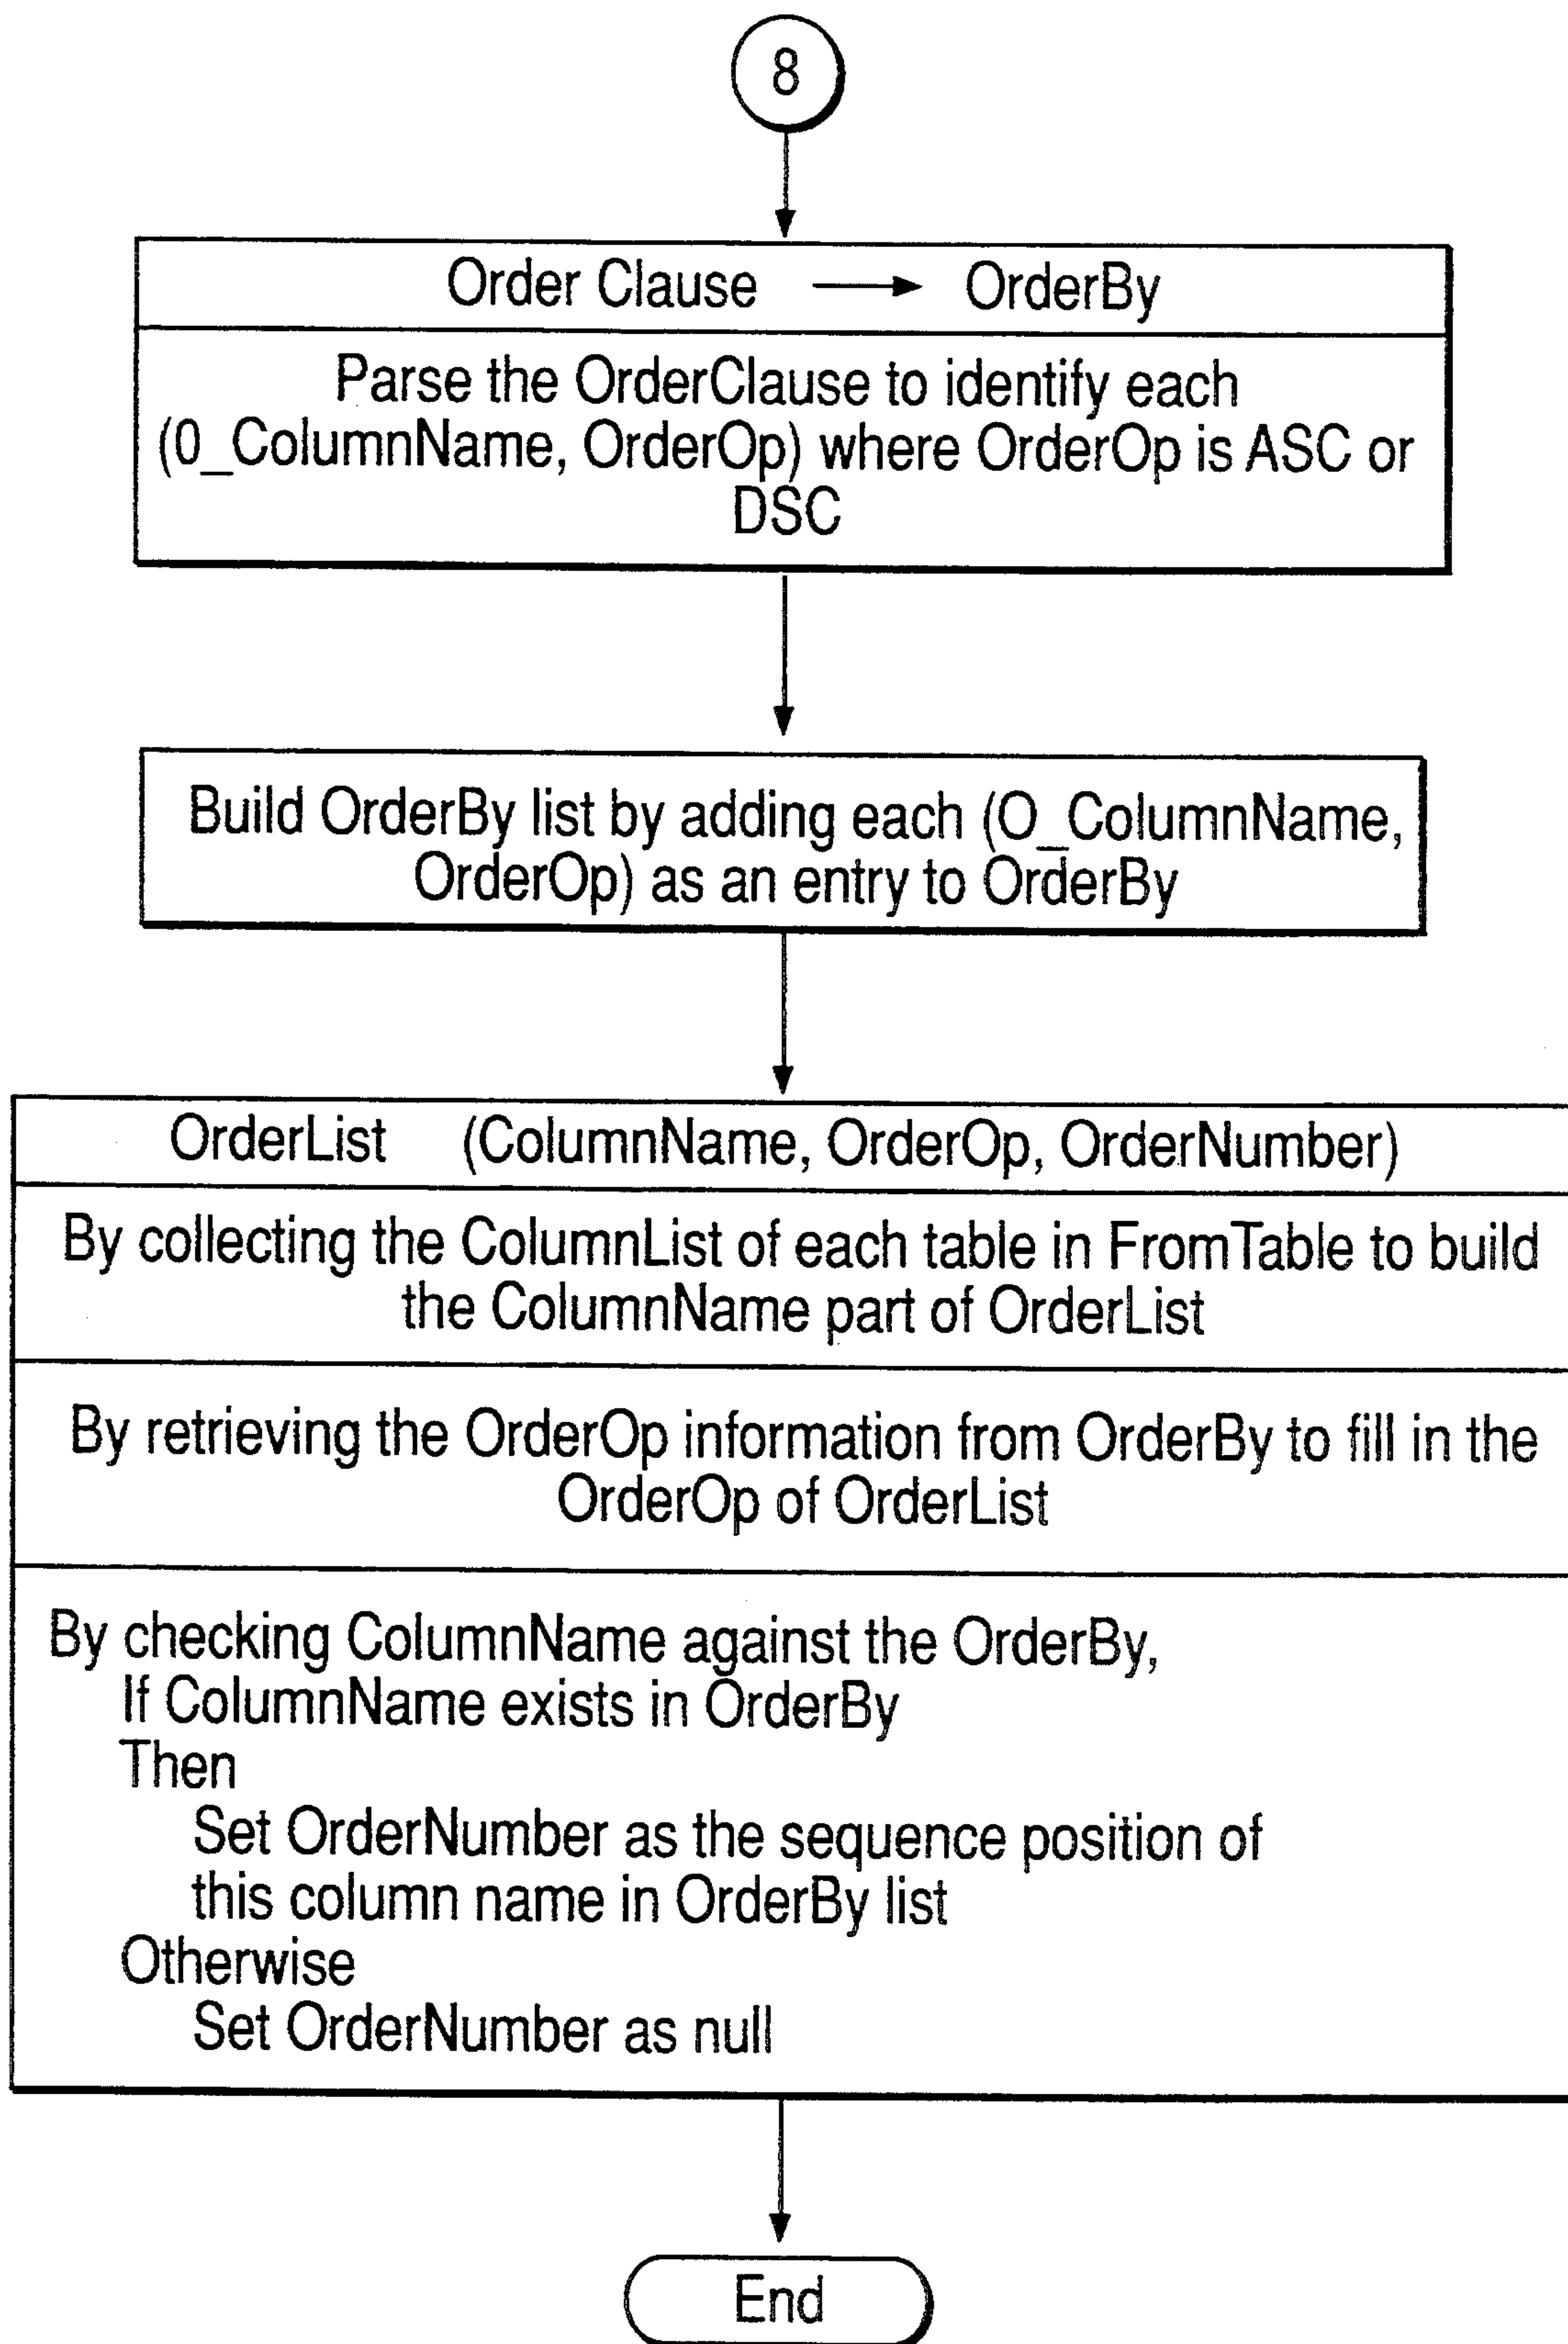 8
Order Clause → OrderBy
Parse the OrderClause to identify each
(0_ColumnName, OrderOp) where OrderOp is ASC or
DSC
Build OrderBy list by adding each (O_ColumnName,
OrderOp) as an entry to OrderBy
OrderList (ColumnName, OrderOp, OrderNumber)
By collecting the ColumnList of each table in FromTable to build
the ColumnName part of OrderList
By retrieving the OrderOp information from OrderBy to fill in the
OrderOp of OrderList
By checking ColumnName against the OrderBy,
If ColumnName exists in OrderBy
Then
Set OrderNumber as the sequence position of
this column name in OrderBy list
Otherwise
Set OrderNumber as null
End